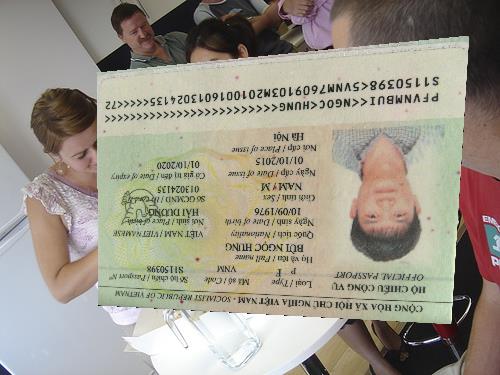 CỘNG HÒA XÃ HỘI CHỦ NGHĨA VIỆT NAM · SOCIALIST REPUBLIC OF VIETNAM
HỘ CHIẾU CÔNG VỤ
OFFICIAL PASSPORT
Loại / Type Mã số / Code Số hộ chiếu / Passport Nº
P F VNM S1150398
Họ và tên / Full name
BÙI NGỌC HÙNG
Quốc tịch / Nationality
VIỆT NAM/ VIETNAMESE
Ngày sinh / Date of birth Nơi sinh / Place of birth
10/09/1976 HẢI DƯƠNG
Giới tính / Sex Số GCMND / ID card Nº
NAM/ M 013024135
Ngày cấp / Date of issue Có giá trị đến / Date of expiry
01/10/2015 01/10/2020
Nơi cấp / Place of issue
Hà Nội
PFVNMBUI<<NGOC<HUNG<<<<<<<<<<<<<<<<<<<<<<<<<
S1150398<5VNM7609103M2010016013024135<<<<<72